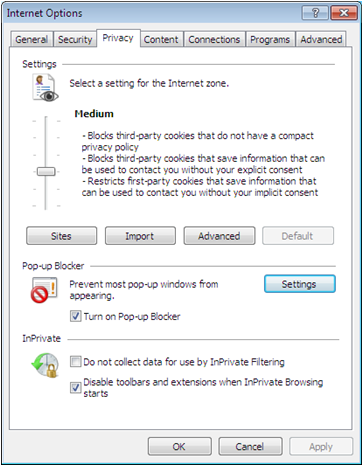 Internet Options
General Security Privacy Content Connections Programs Advanced
Settings
Select a setting for the Internet zone.
Medium
- Blocks third-party cookies that do not have a compact
privacy policy
- Blocks third-party cookies that save information that can
be used to contact you without your explicit consent
- Restricts first-party cookies that save information that
can be used to contact you without your implicit consent
Sites Import Advanced Default
Pop-up Blocker
Prevent most pop-up windows from
appearing.
Settings
Turn on Pop-up Blocker
InPrivate
Do not collect data for use by InPrivate Filtering
Disable toolbars and extensions when InPrivate Browsing
starts
OK Cancel Apply